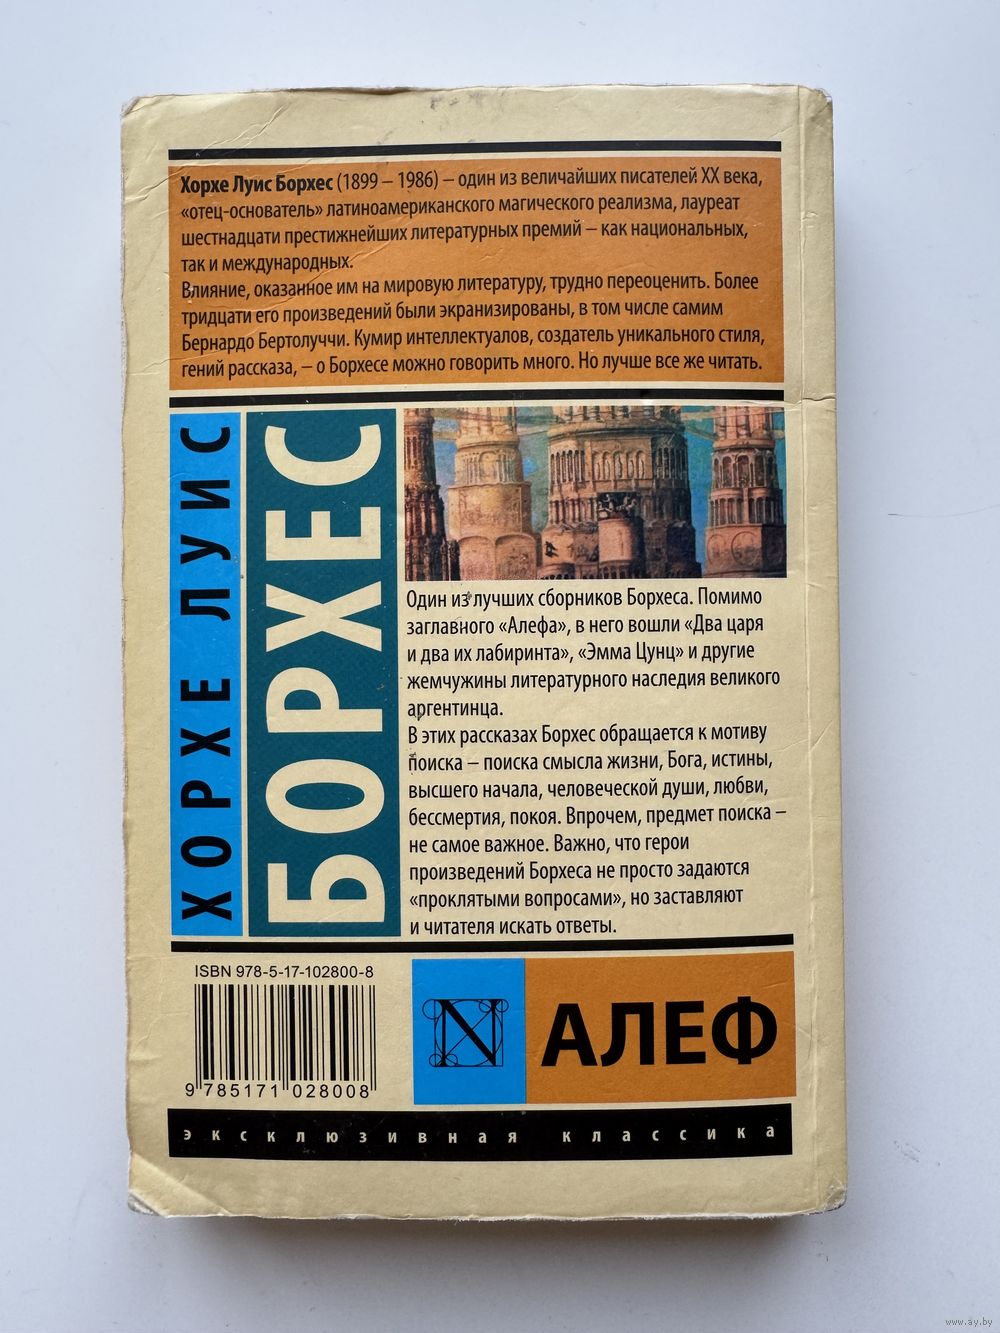 Хорхе Луис Борхес (1899 – 1986) – один из величайших писателей XX века,
«отец-основатель» латиноамериканского магического реализма, лауреат
шестнадцати престижнейших литературных премий – как национальных,
так и международных.
Влияние, оказанное им на мировую литературу, трудно переоценить. Более
тридцати его произведений были экранизированы, в том числе самим
Бернардо Бертолуччи. Кумир интеллектуалов, создатель уникального стиля,
гений рассказа, – о Борхесе можно говорить много. Но лучше все же читать.
ХОРХЕ ЛУИС
БОРХЕС
Один из лучших сборников Борхеса. Помимо
заглавного «Алефа», в него вошли «Два царя
и два их лабиринта», «Эмма Цунц» и другие
жемчужины литературного наследия великого
аргентинца.
В этих рассказах Борхес обращается к мотиву
поиска – поиска смысла жизни, Бога, истины,
высшего начала, человеческой души, любви,
бессмертия, покоя. Впрочем, предмет поиска –
не самое важное. Важно, что герои
произведений Борхеса не просто задаются
«проклятыми вопросами», но заставляют
и читателя искать ответы.
ISBN 978-5-17-102800-8
9 785171 028008
N
АЛЕФ
эксклюзивная классика
www.ay.by